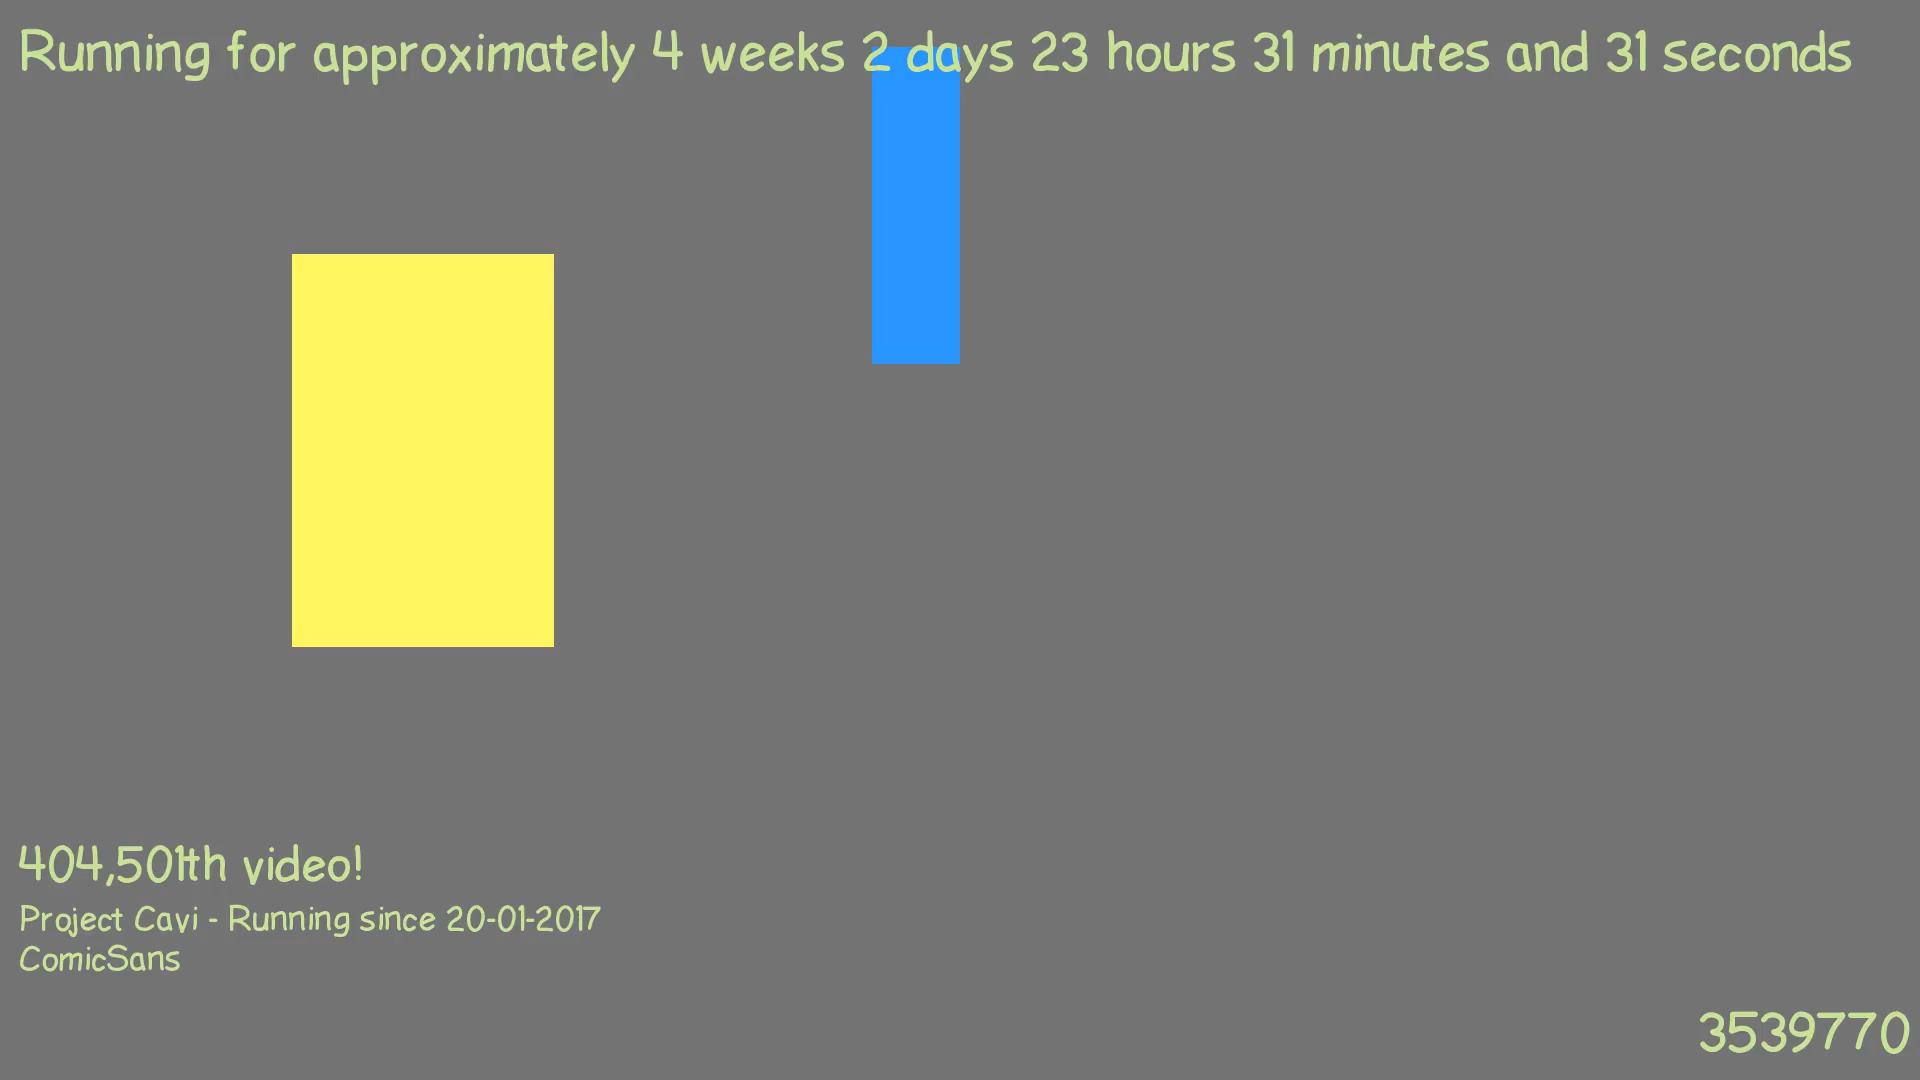 Running for approximately 4 weeks 2 days 23 hours 31 minutes and 31 seconds
404,501th video!
Project Cavi - Running since 20-01-2017
ComicSans
3539770